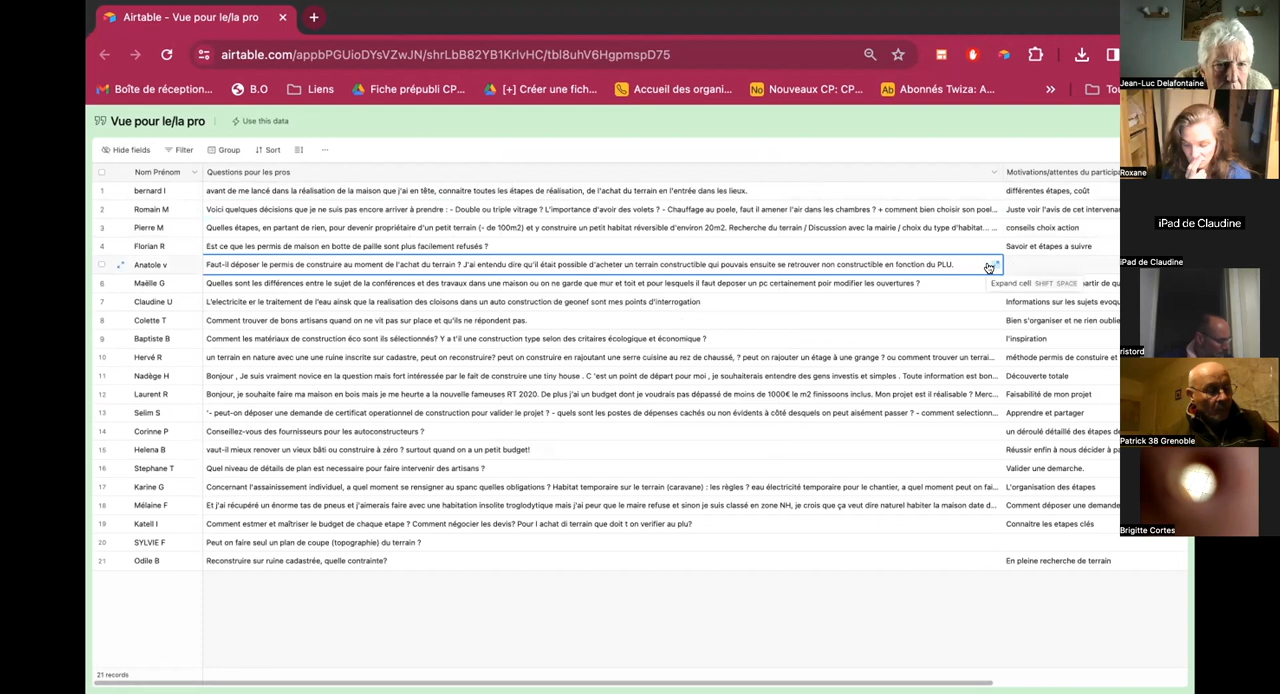 Airtable - Vue pour le/la pro
airtable.com/appbPGUioDYsVZwJN/shrLbB82YB1KrlvHC/tbl8uhV6HgpmspD75
Boîte de réception... B.O Liens Fiche prépubli CP... [+] Créer une fich... Accueil des organi... Nouveaux CP: CP... Abonnés Twiza: A... » Tou
Vue pour le/la pro Use this data
Hide fields Filter Group Sort ...
Nom Prénom Questions pour les pros Motivations/attentes du participa
1 bernard l avant de me lancé dans la réalisation de la maison que j'ai en tête, connaitre toutes les étapes de réalisation, de l'achat du terrain en l'entrée dans les lieux. différentes étapes, coût
2 Romain M Voici quelques décisions que je ne suis pas encore arriver à prendre : - Double ou triple vitrage ? L'importance d'avoir des volets ? - Chauffage au poele, faut il amener l'air dans les chambres ? + comment bien choisir son poel... Juste voir l'avis de cet intervenan
3 Pierre M Quelles étapes, en partant de rien, pour devenir propriétaire d'un petit terrain (- de 100m2) et y construire un petit habitat réversible d'environ 20m2. Recherche du terrain / Discussion avec la mairie / choix du type d'habitat... ... conseils choix action
4 Florian R Est ce que les permis de maison en botte de paille sont plus facilement refusés ? Savoir et étapes a suivre
Anatole v Faut-il déposer le permis de construire au moment de l'achat du terrain ? J'ai entendu dire qu'il était possible d'acheter un terrain constructible qui pouvais ensuite se retrouver non constructible en fonction du PLU.
6 Maëlle G Quelles sont les différences entre le sujet de la conférences et des travaux dans une maison ou on ne garde que mur et toit et pour lesquels il faut deposer un pc certainement poir modifier les ouvertures ? Expand cell SHIFT SPACE partir de qu
7 Claudine U L'electricite er le traitement de l'eau ainsk que la realisation des cloisons dans un auto construction de geonef sont mes points d'interrogation Informations sur les sujets evoqu
8 Colette T Comment trouver de bons artisans quand on ne vit pas sur place et qu'ils ne répondent pas. Bien s'organiser et ne rien oublie
9 Baptiste B Comment les matériaux de construction éco sont ils sélectionnés? Y a t'il une construction type selon des critaires écologique et économique ? l'inspiration
10 Hervé R un terrain en nature avec une une ruine inscrite sur cadastre, peut on reconstruire? peut on construire en rajoutant une serre cuisine au rez de chaussé, ? peut on rajouter un étage à une grange ? ou comment trouver un terrai... méthode permis de constuire et
11 Nadège H Bonjour , Je suis vraiment novice en la question mais fort intéressée par le fait de construire une tiny house . C 'est un point de départ pour moi , je souhaiterais entendre des gens investis et simples . Toute information est bon... Découverte totale
12 Laurent R Bonjour, je souhaite faire ma maison en bois mais je me heurte a la nouvelle fameuses RT 2020. De plus j'ai un budget dont je voudrais pas dépassé de moins de 1000€ le m2 finissoons inclus. Mon projet est il réalisable ? Merc... Faisabilité de mon projet
13 Selim S '- peut-on déposer une demande de certificat operationnel de construction pour valider le projet ? - quels sont les postes de dépenses cachés ou non évidents à côté desquels on peut aisément passer ? - comment selectionn... Apprendre et partager
14 Corinne P Conseillez-vous des fournisseurs pour les autoconstructeurs ? un déroulé détaillé des étapes de
15 Helena B vaut-il mieux renover un vieux bâti ou construire à zéro ? surtout quand on a un petit budget! Réussir enfin à nous décider à pa
16 Stephane T Quel niveau de détails de plan est necessaire pour faire intervenir des artisans ? Valider une demarche.
17 Karine G Concernant l'assainissement individuel, a quel moment se rensigner au spanc quelles obligations ? Habitat temporaire sur le terrain (caravane) : les règles ? eau électricité temporaire pour le chantier, a quel moment peut on fai... L'organisation des étapes
18 Mélaine F Et j'ai récupéré un énorme tas de pneus et j'aimerais faire avec une habitation insolite troglodytique mais j'ai peur que le maire refuse et sinon je suis classé en zone NH, je crois que ça veut dire naturel habiter la maison date d... Comment déposer une demande
19 Katell l Comment estmer et maîtriser le budget de chaque etape ? Comment négocier les devis? Pour l achat di terrain que doit t on verifier au plu? Connaitre les etapes clés
20 SYLVIE F Peut on faire seul un plan de coupe (topographie) du terrain ?
21 Odile B Reconstruire sur ruine cadastrée, quelle contrainte? En pleine recherche de terrain
21 records
Jean-Luc Delafontaine
Roxane
iPad de Claudine
iPad de Claudine
ristord
Patrick 38 Grenoble
Brigitte Cortes